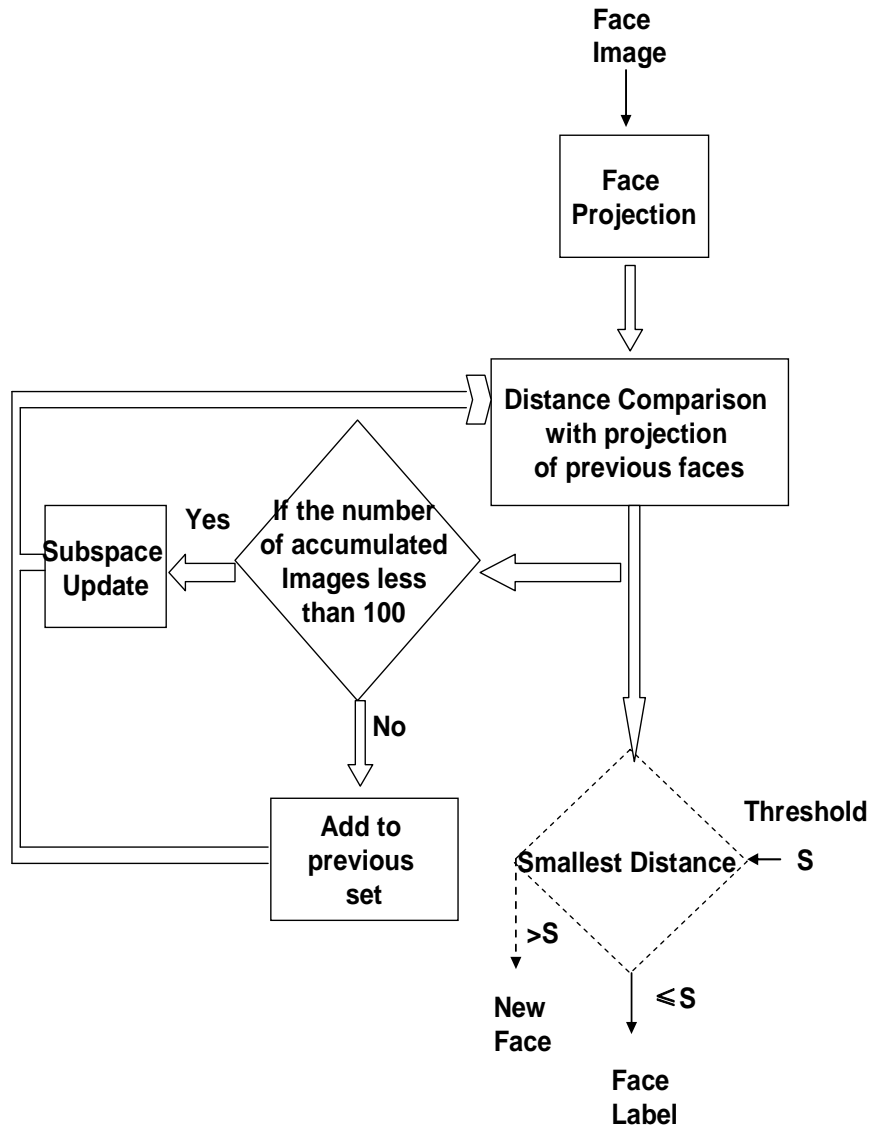 Face
Image
Face
Projection
Distance Comparison
with projection
of previous faces
If the number
of accumulated
Images less
than 100
Yes
Subspace
Update
No
Add to
previous
set
Threshold
S
Smallest Distance
>S
New
Face
⩽S
Face
Label